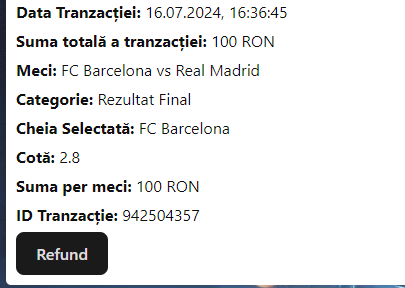 Data Tranzacției: 16.07.2024, 16:36:45
Suma totală a tranzacției: 100 RON
Meci: FC Barcelona vs Real Madrid
Categorie: Rezultat Final
Cheia Selectată: FC Barcelona
Cotă: 2.8
Suma per meci: 100 RON
ID Tranzacție: 942504357
Refund